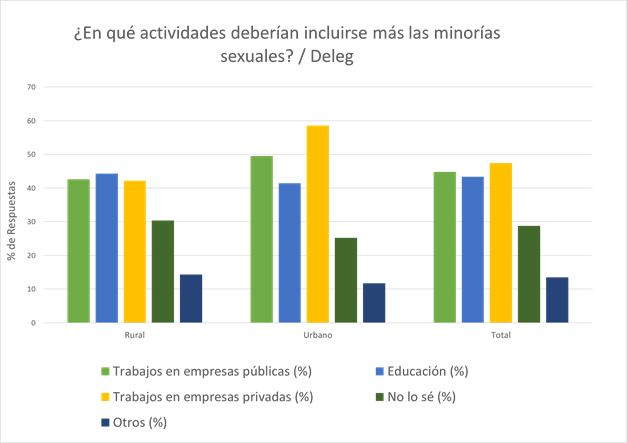 ¿En qué actividades deberían incluirse más las minorías
sexuales? / Deleg
70
60
50
40
30
20
10
0
% de Respuestas
Rural
Urbano
Total
Trabajos en empresas públicas (%)
Educación (%)
Trabajos en empresas privadas (%)
No lo sé (%)
Otros (%)